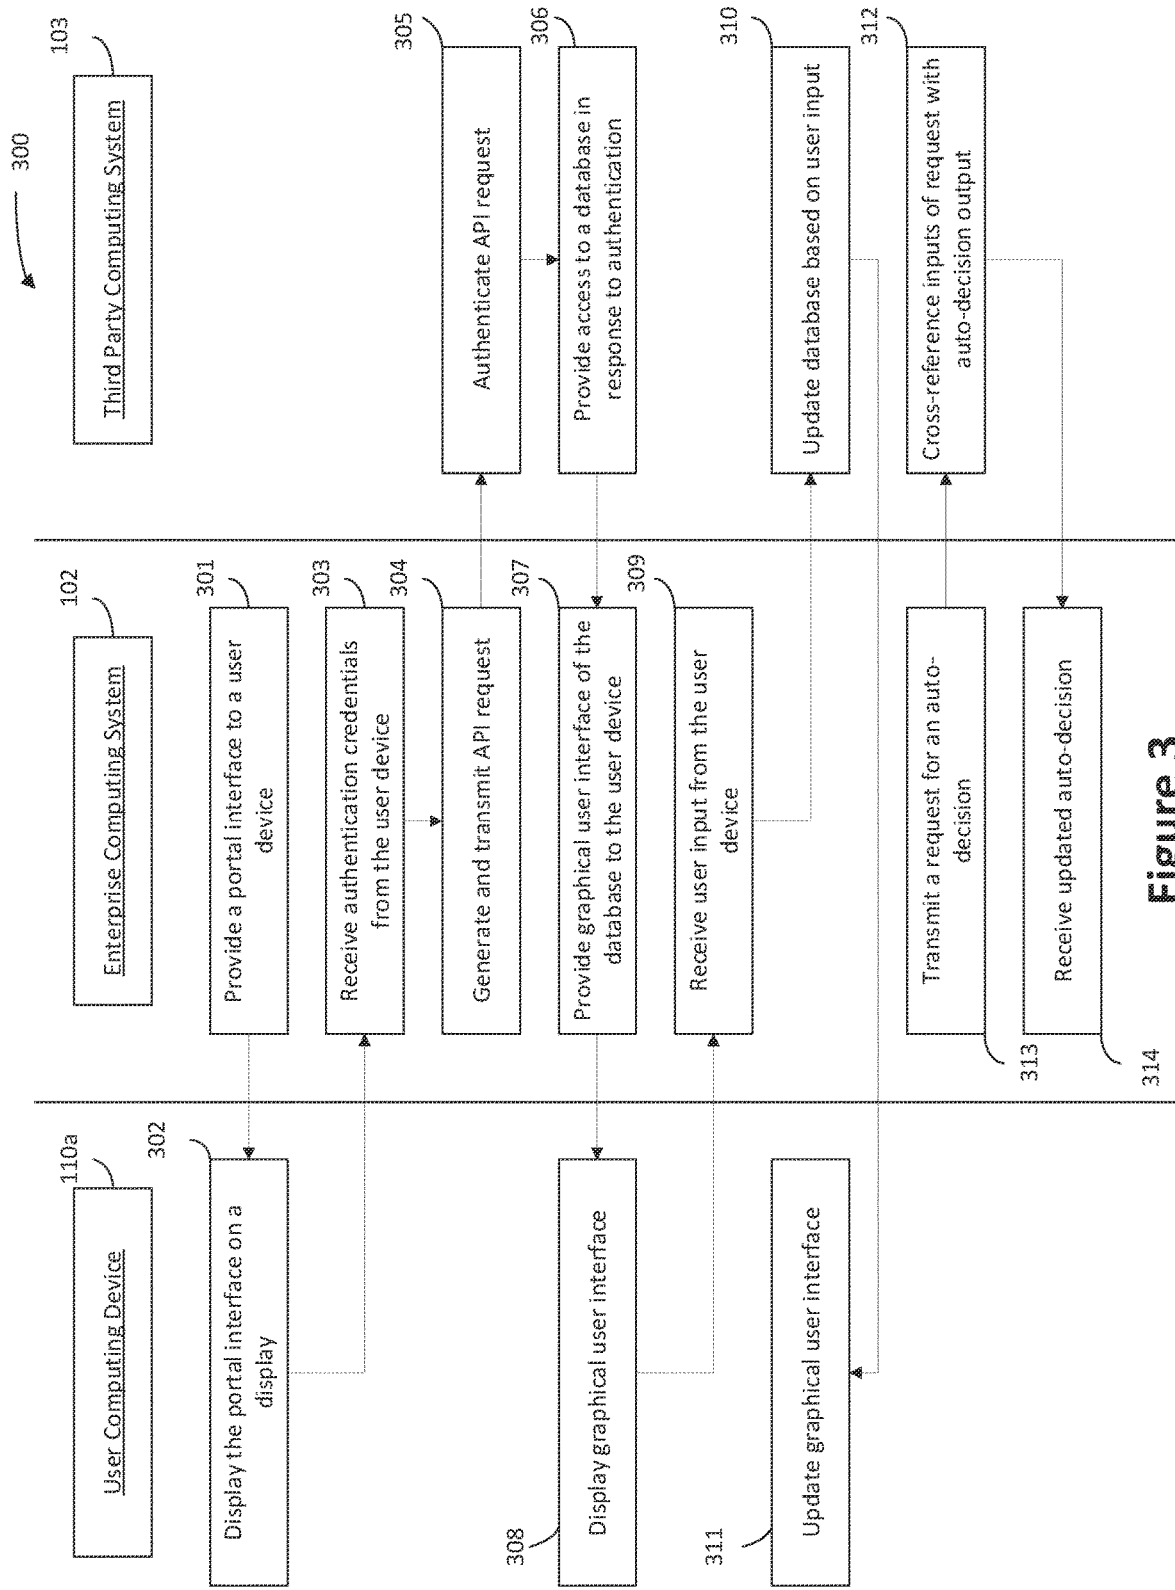 300
110a
User Computing Device
102
Enterprise Computing System
103
Third Party Computing System
301
Provide a portal interface to a user
device
302
Display the portal interface on a
display
303
Receive authentication credentials
from the user device
304
Generate and transmit API request
305
Authenticate API request
306
Provide access to a database in
response to authentication
307
Provide graphical user interface of the
database to the user device
308
Display graphical user interface
309
Receive user input from the user
device
310
Update database based on user input
311
Update graphical user interface
313
Transmit a request for an auto-
decision
312
Cross-reference inputs of request with
auto-decision output
314
Receive updated auto-decision
Figure 3